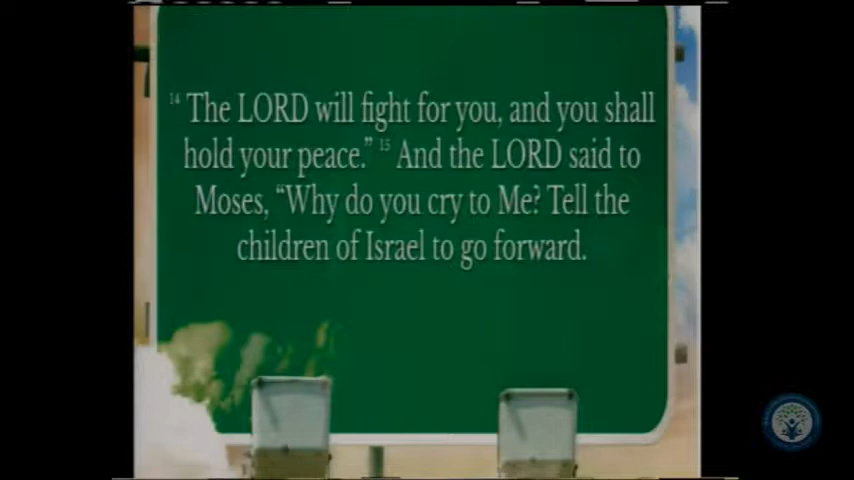 14 The LORD will fight for you, and you shall
hold your peace.” 15 And the LORD said to
Moses, “Why do you cry to Me? Tell the
children of Israel to go forward.